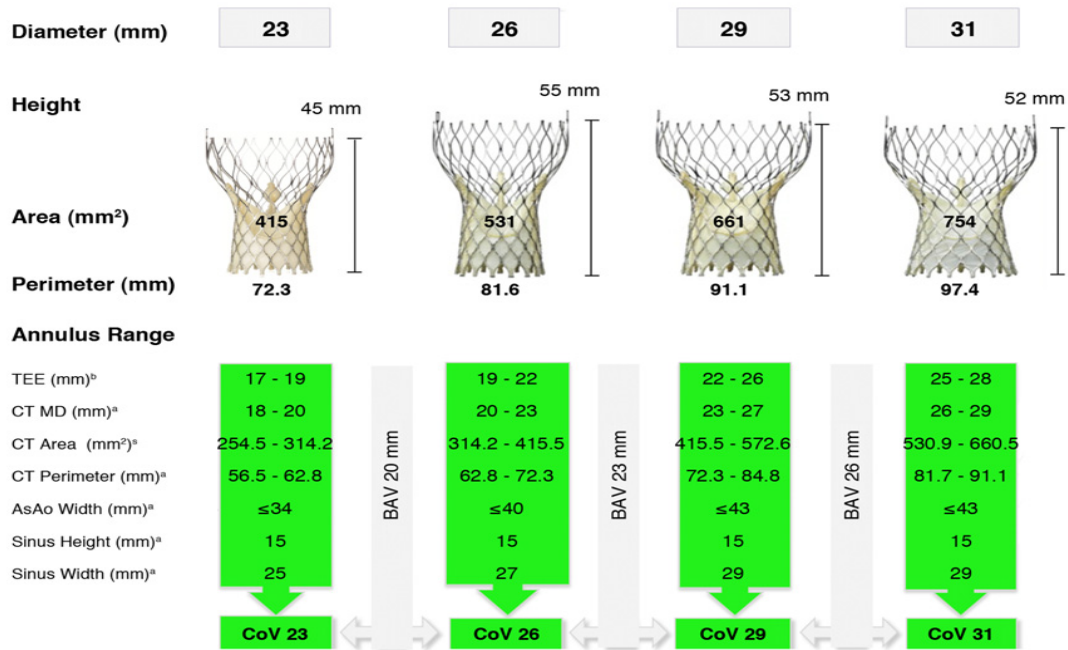 Diameter (mm) 23 26 29 31
Height 45 mm 55 mm 53 mm 52 mm
Area (mm²) 415 531 661 754
Perimeter (mm) 72.3 81.6 91.1 97.4
Annulus Range
TEE (mm)ᵇ 17 - 19 19 - 22 22 - 26 25 - 28
CT MD (mm)ᵃ 18 - 20 20 - 23 23 - 27 26 - 29
CT Area (mm²)ˢ 254.5 - 314.2 314.2 - 415.5 415.5 - 572.6 530.9 - 660.5
CT Perimeter (mm)ᵃ 56.5 - 62.8 62.8 - 72.3 72.3 - 84.8 81.7 - 91.1
AsAo Width (mm)ᵃ ≤34 ≤40 ≤43 ≤43
Sinus Height (mm)ᵃ 15 15 15 15
Sinus Width (mm)ᵃ 25 27 29 29
BAV 20 mm
BAV 23 mm
BAV 26 mm
CoV 23 CoV 26 CoV 29 CoV 31